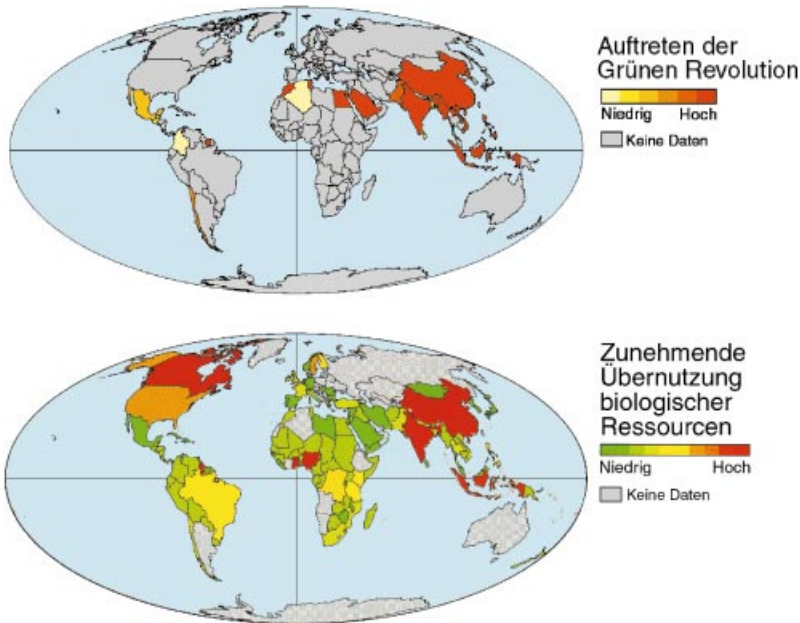 Auftreten der
Grünen Revolution
Niedrig Hoch
Keine Daten
Zunehmende
Übernutzung
biologischer
Ressourcen
Niedrig Hoch
Keine Daten